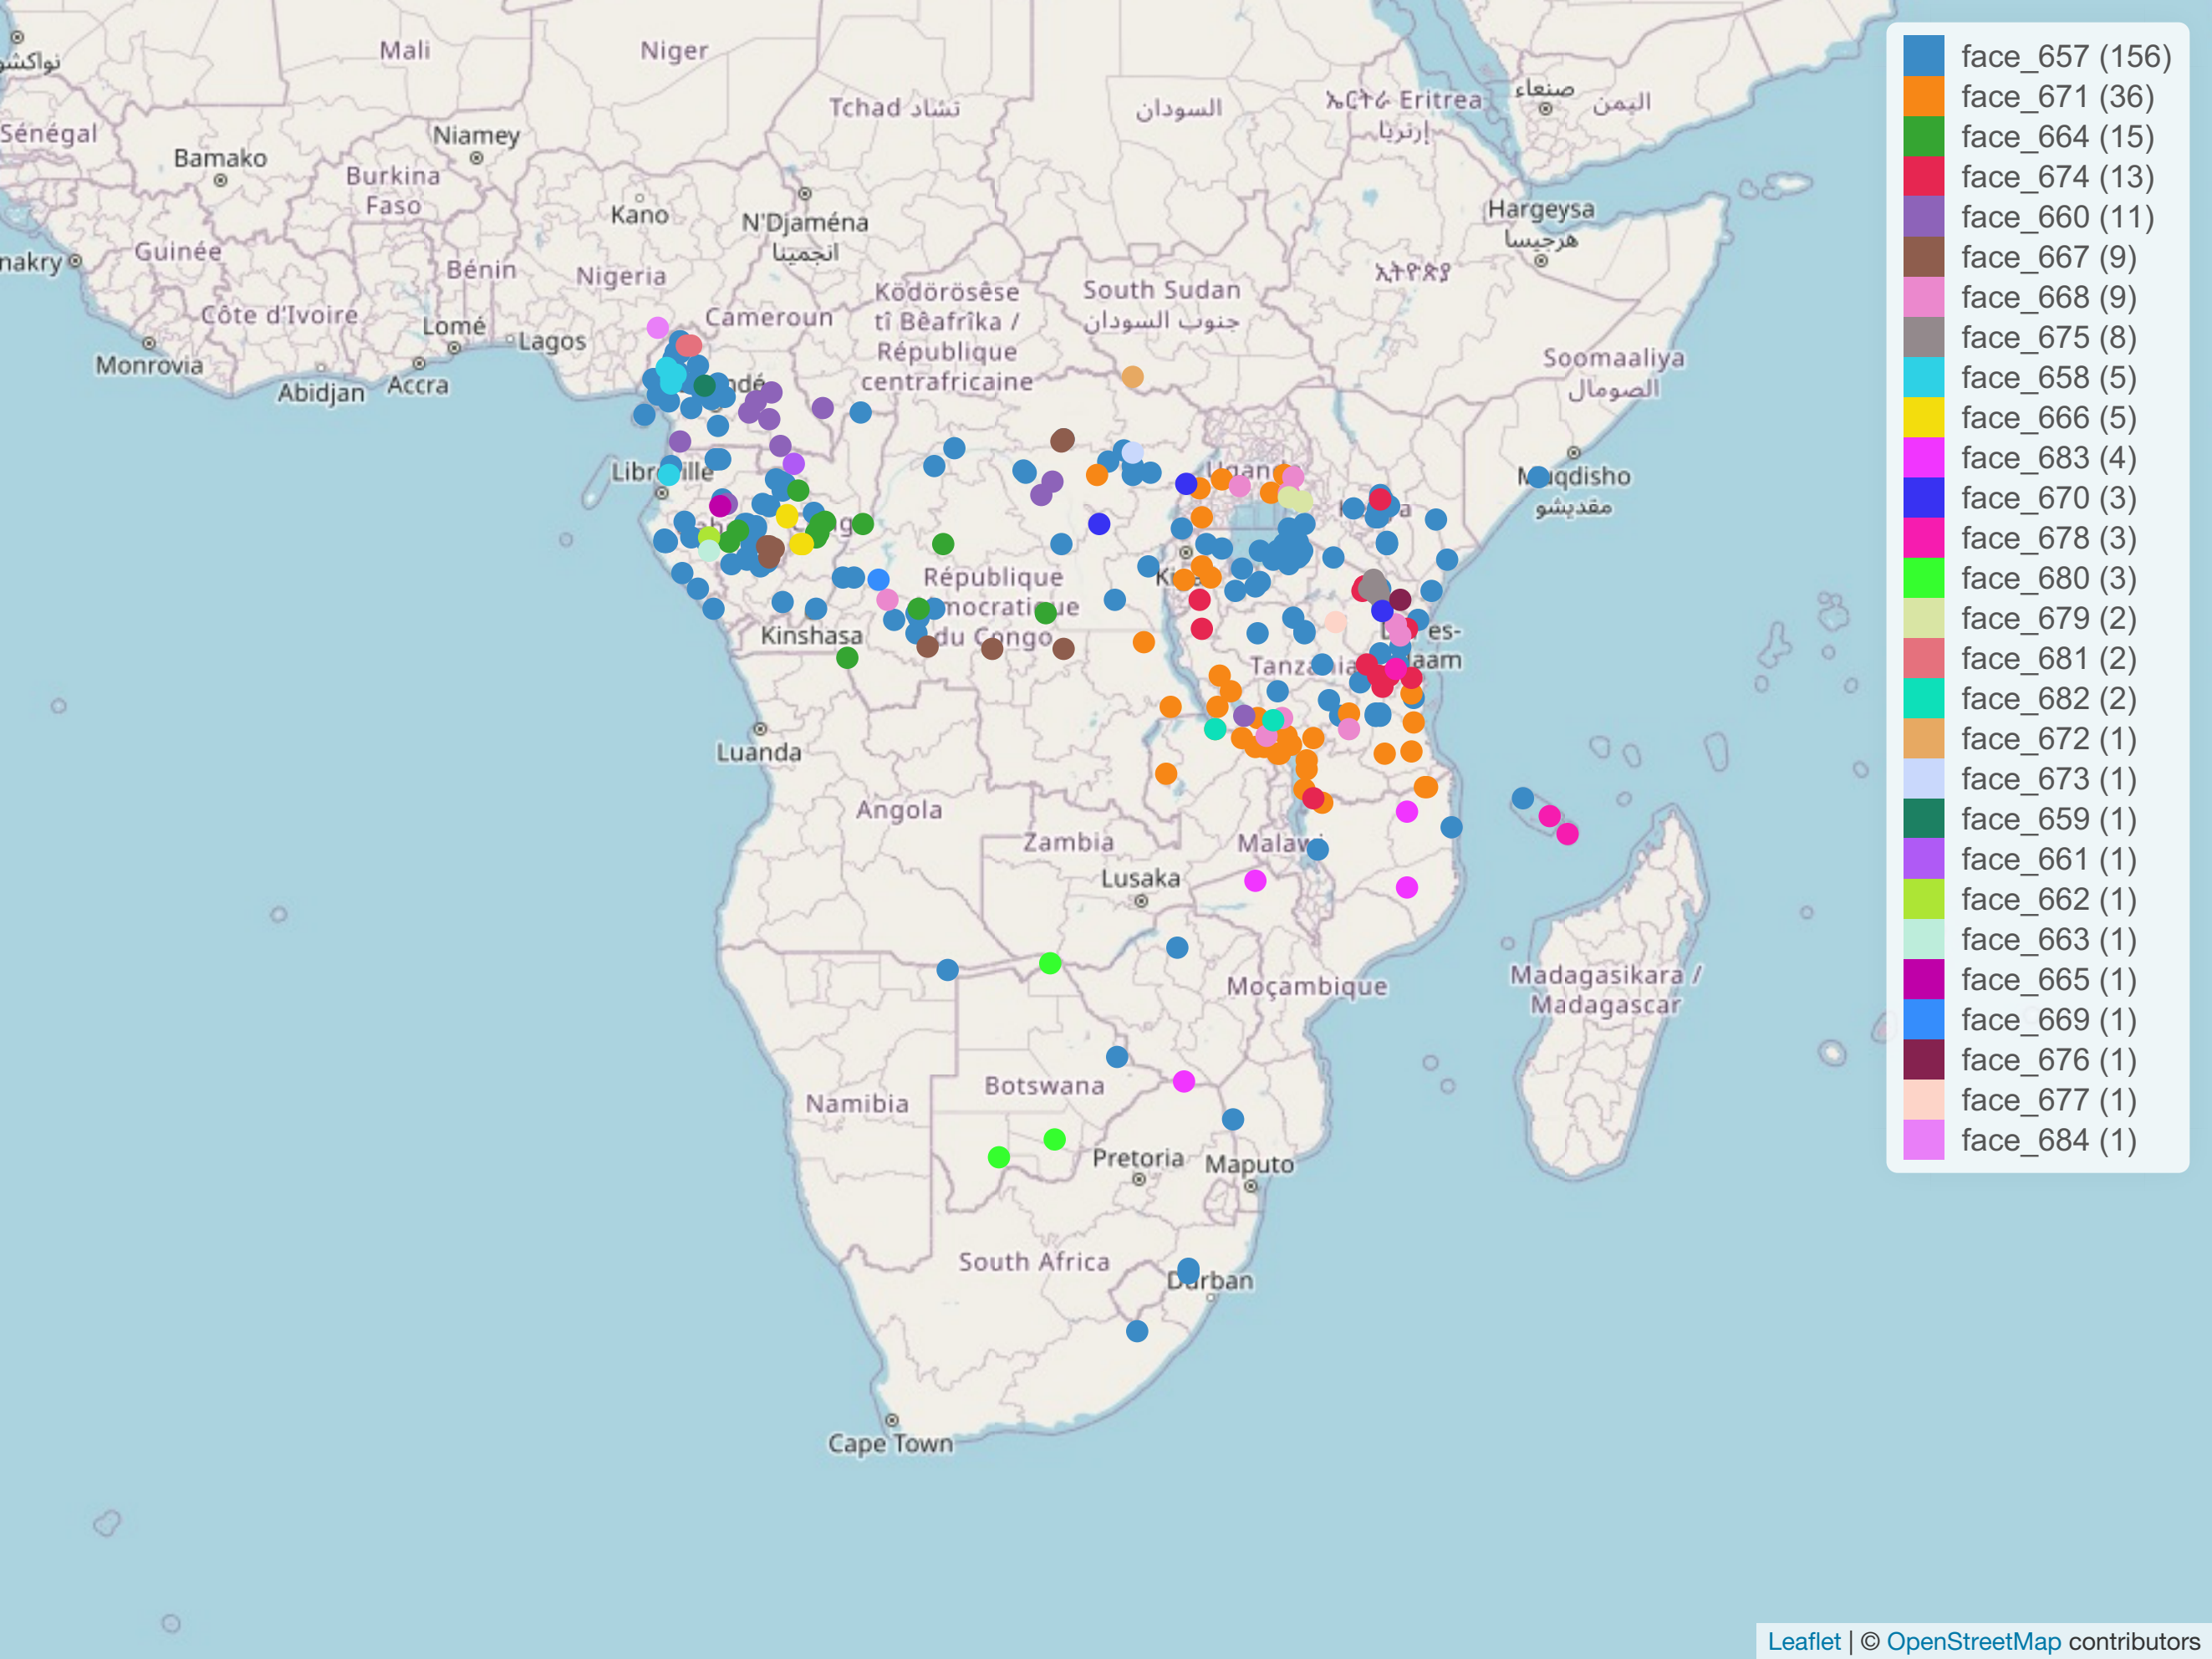 Mali
Niger
Tchad تشاد
السودان
ኤርትራ Eritrea
إرتريا
صنعاء
اليمن
Sénégal
Bamako
Niamey
Burkina
Faso
Kano
N'Djaména
انجمينا
Hargeysa
هرجيسا
Guinée
Bénin
Nigeria
ኢትዮጵያ
Côte d'Ivoire
Lomé
Lagos
Cameroun
Ködörösêse
tî Bêafrîka /
République
centrafricaine
South Sudan
جنوب السودان
Monrovia
Abidjan
Accra
Soomaaliya
الصومال
Muqdisho
مقديشو
République
du Congo
Kinshasa
Luanda
Angola
Zambia
Lusaka
Madagasikara /
Madagascar
Moçambique
Namibia
Botswana
Pretoria
Maputo
South Africa
Durban
Cape Town
face_657 (156)
face_671 (36)
face_664 (15)
face_674 (13)
face_660 (11)
face_667 (9)
face_668 (9)
face_675 (8)
face_658 (5)
face_666 (5)
face_683 (4)
face_670 (3)
face_678 (3)
face_680 (3)
face_679 (2)
face_681 (2)
face_682 (2)
face_672 (1)
face_673 (1)
face_659 (1)
face_661 (1)
face_662 (1)
face_663 (1)
face_665 (1)
face_669 (1)
face_676 (1)
face_677 (1)
face_684 (1)
Leaflet | © OpenStreetMap contributors